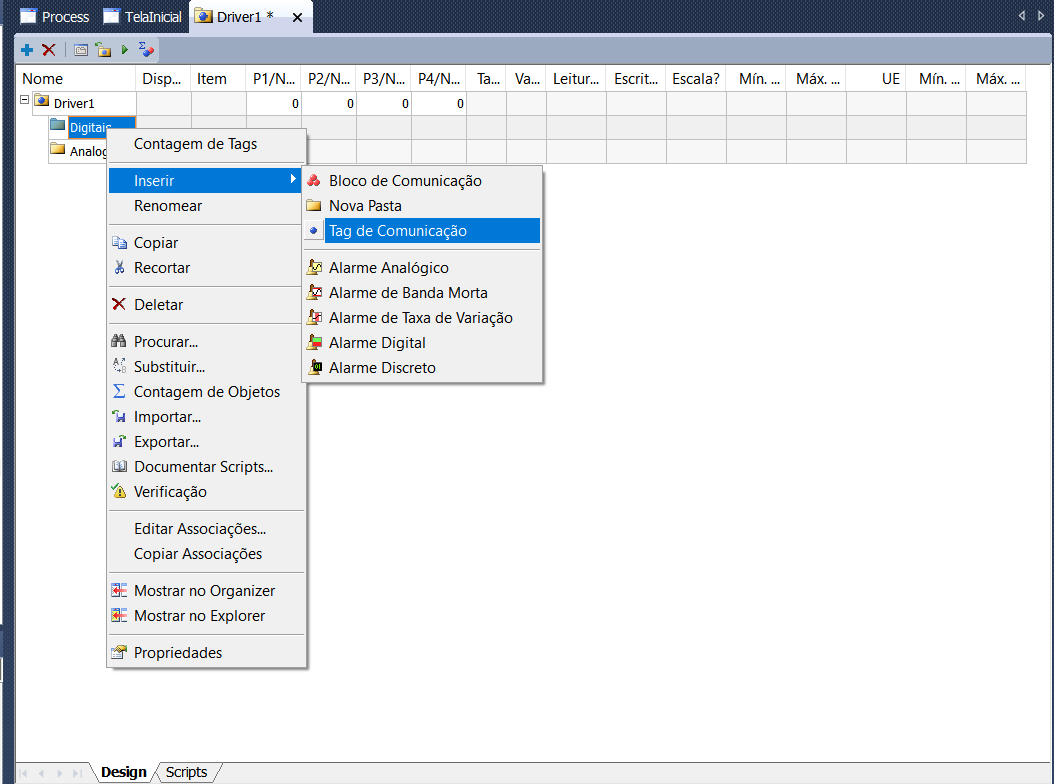 Process TelaInicial Driver1 *
Nome Disp... Item P1/N... P2/N... P3/N... P4/N... Ta... Va... Leitur... Escrit... Escala? Mín. ... Máx. ... UE Mín. ... Máx. ...
Driver1 0 0 0 0
Digitais
Analog
Contagem de Tags
Inserir
Renomear
Copiar
Recortar
Deletar
Procurar...
Substituir...
Contagem de Objetos
Importar...
Exportar...
Documentar Scripts...
Verificação
Editar Associações...
Copiar Associações
Mostrar no Organizer
Mostrar no Explorer
Propriedades
Bloco de Comunicação
Nova Pasta
Tag de Comunicação
Alarme Analógico
Alarme de Banda Morta
Alarme de Taxa de Variação
Alarme Digital
Alarme Discreto
Design Scripts